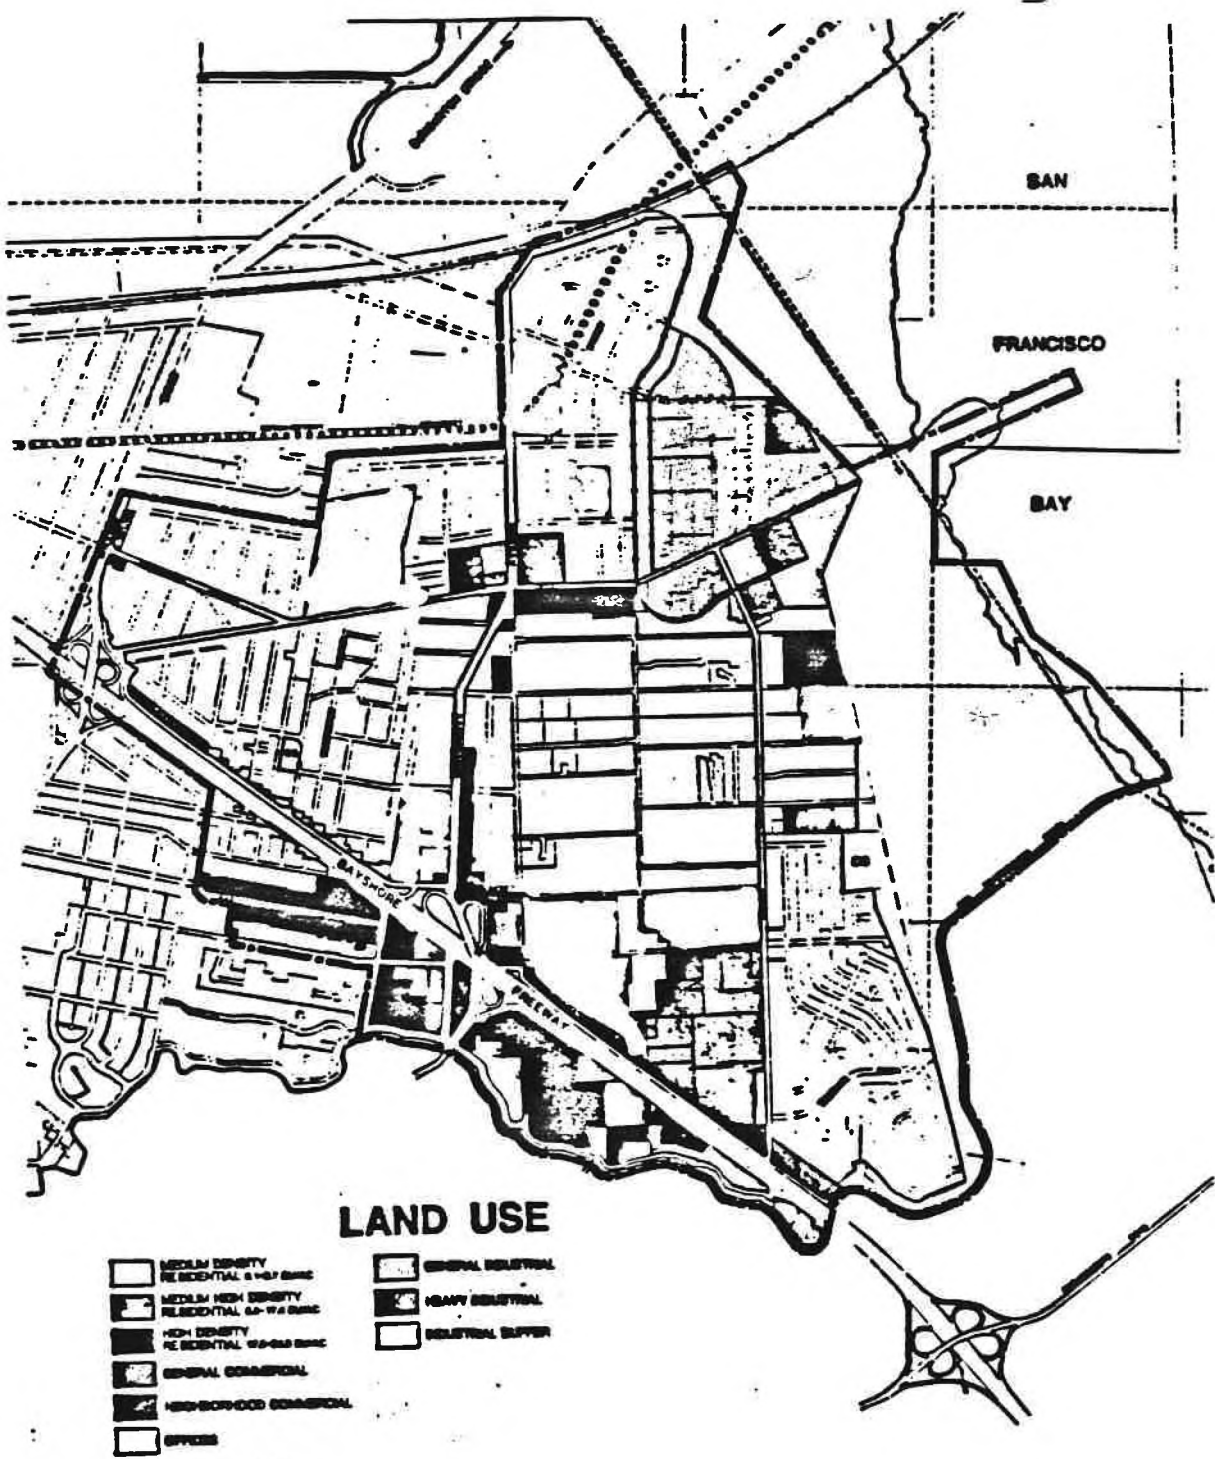 SAN
FRANCISCO
BAY
BAYSHORE
FREEWAY
LAND USE
MEDIUM DENSITY
RESIDENTIAL
MEDIUM HIGH DENSITY
RESIDENTIAL
HIGH DENSITY
RESIDENTIAL
GENERAL COMMERCIAL
NEIGHBORHOOD COMMERCIAL
OFFICES
GENERAL INDUSTRIAL
HEAVY INDUSTRIAL
INDUSTRIAL BUFFER